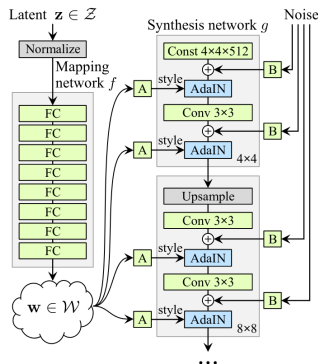 Latent z ∈ 𝒵
Normalize
Mapping
network f
FC
FC
FC
FC
FC
FC
FC
FC
w ∈ 𝒲
Synthesis network g
Noise
Const 4×4×512
B
A
style
AdaIN
Conv 3×3
B
A
style
AdaIN
4×4
Upsample
Conv 3×3
B
A
style
AdaIN
Conv 3×3
B
A
style
AdaIN
8×8
...